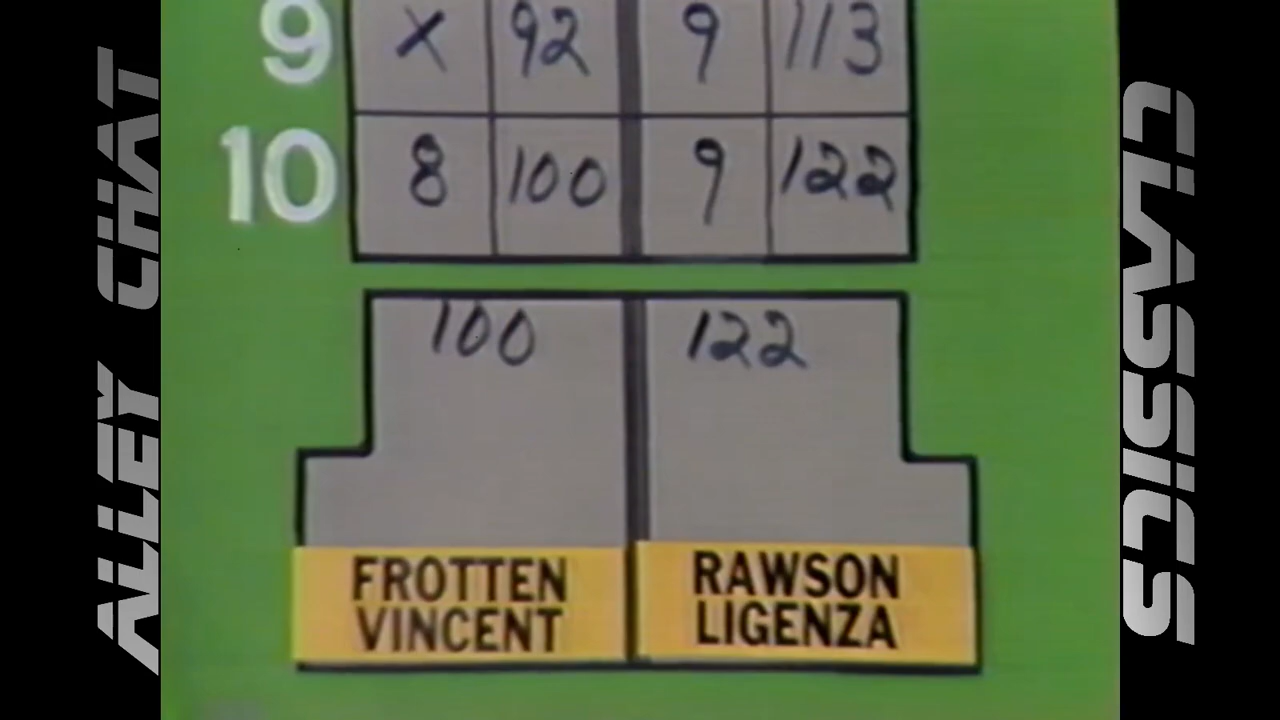 9 X 92 9 113
10 8 100 9 122
100 122
FROTTEN RAWSON
VINCENT LIGENZA
ALLEY CHAT
CLASSICS